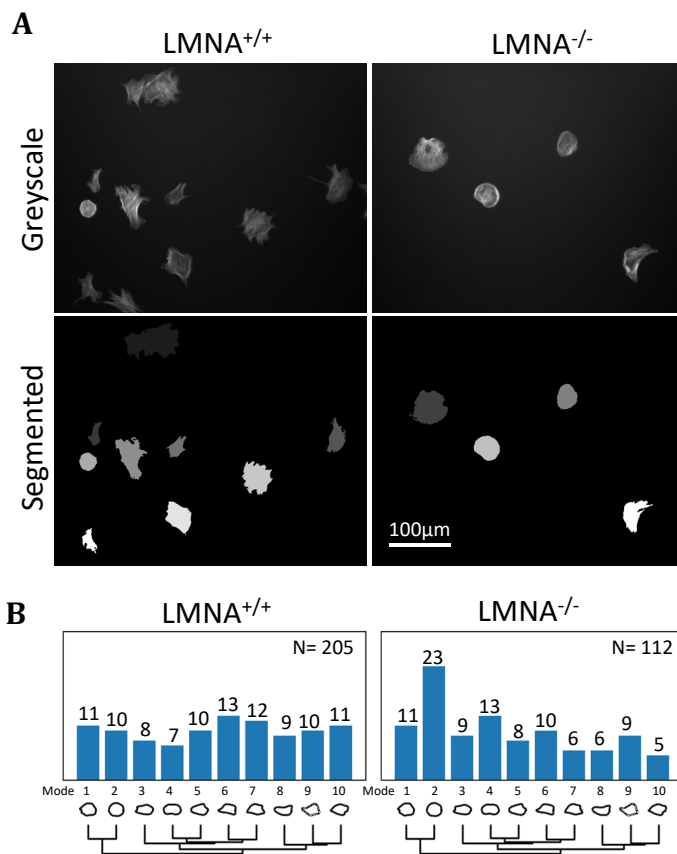 A
LMNA+/+
LMNA-/-
Greyscale
Segmented
100µm
B
LMNA+/+
LMNA-/-
N= 205
N= 112
11 10 8 7 10 13 12 9 10 11
11 23 9 13 8 10 6 6 9 5
Mode 1 2 3 4 5 6 7 8 9 10
Mode 1 2 3 4 5 6 7 8 9 10